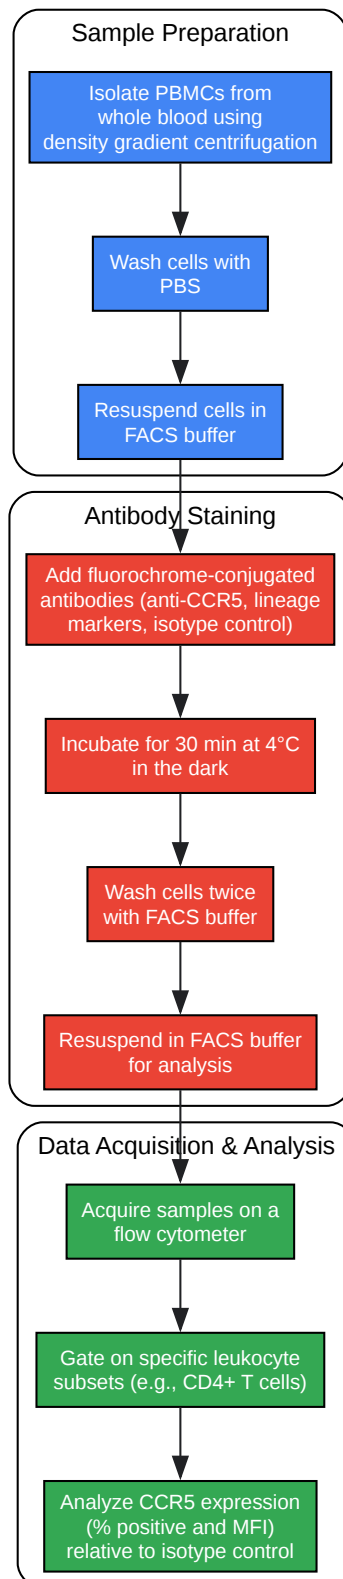 Sample Preparation
Isolate PBMCs from
whole blood using
density gradient centrifugation
Wash cells with
PBS
Resuspend cells in
FACS buffer
Antibody Staining
Add fluorochrome-conjugated
antibodies (anti-CCR5, lineage
markers, isotype control)
Incubate for 30 min at 4°C
in the dark
Wash cells twice
with FACS buffer
Resuspend in FACS buffer
for analysis
Data Acquisition & Analysis
Acquire samples on a
flow cytometer
Gate on specific leukocyte
subsets (e.g., CD4+ T cells)
Analyze CCR5 expression
(% positive and MFI)
relative to isotype control